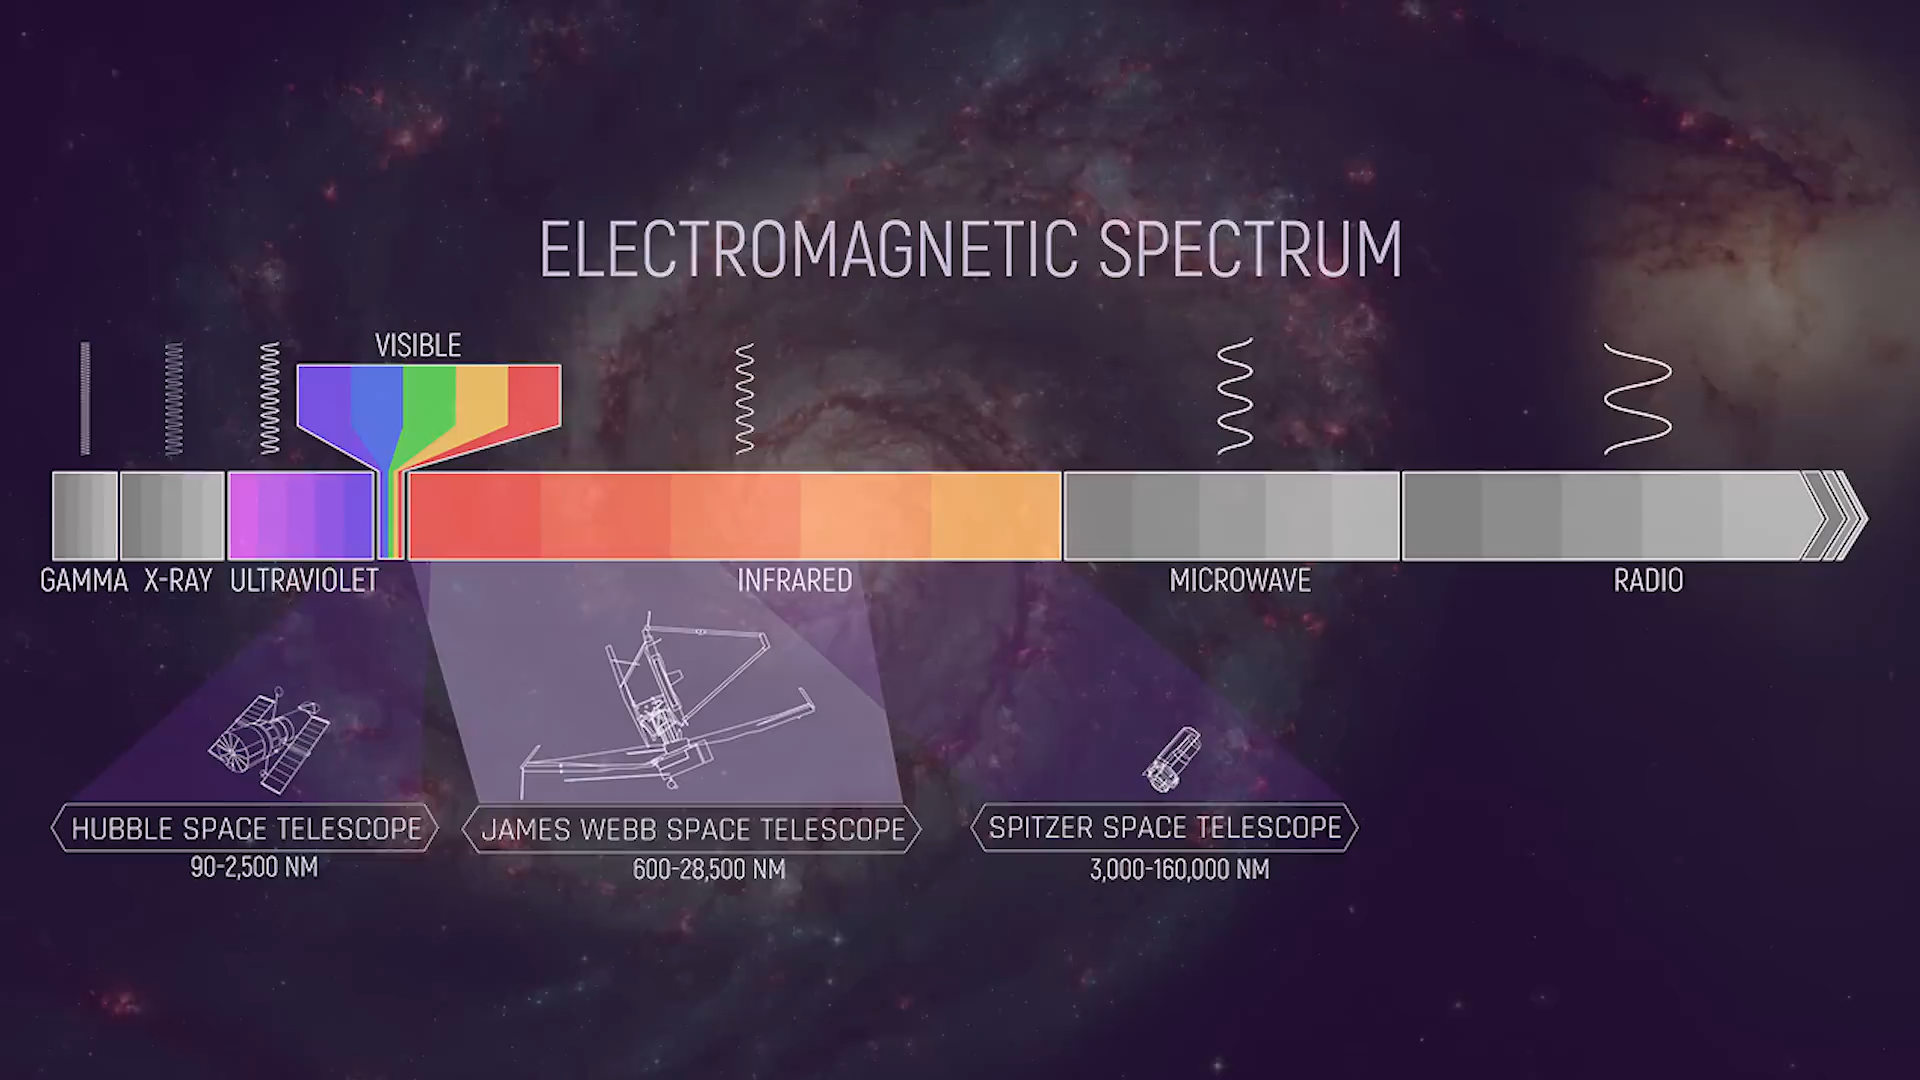 ELECTROMAGNETIC SPECTRUM
VISIBLE
GAMMA X-RAY ULTRAVIOLET INFRARED MICROWAVE RADIO
HUBBLE SPACE TELESCOPE
90-2,500 NM
JAMES WEBB SPACE TELESCOPE
600-28,500 NM
SPITZER SPACE TELESCOPE
3,000-160,000 NM